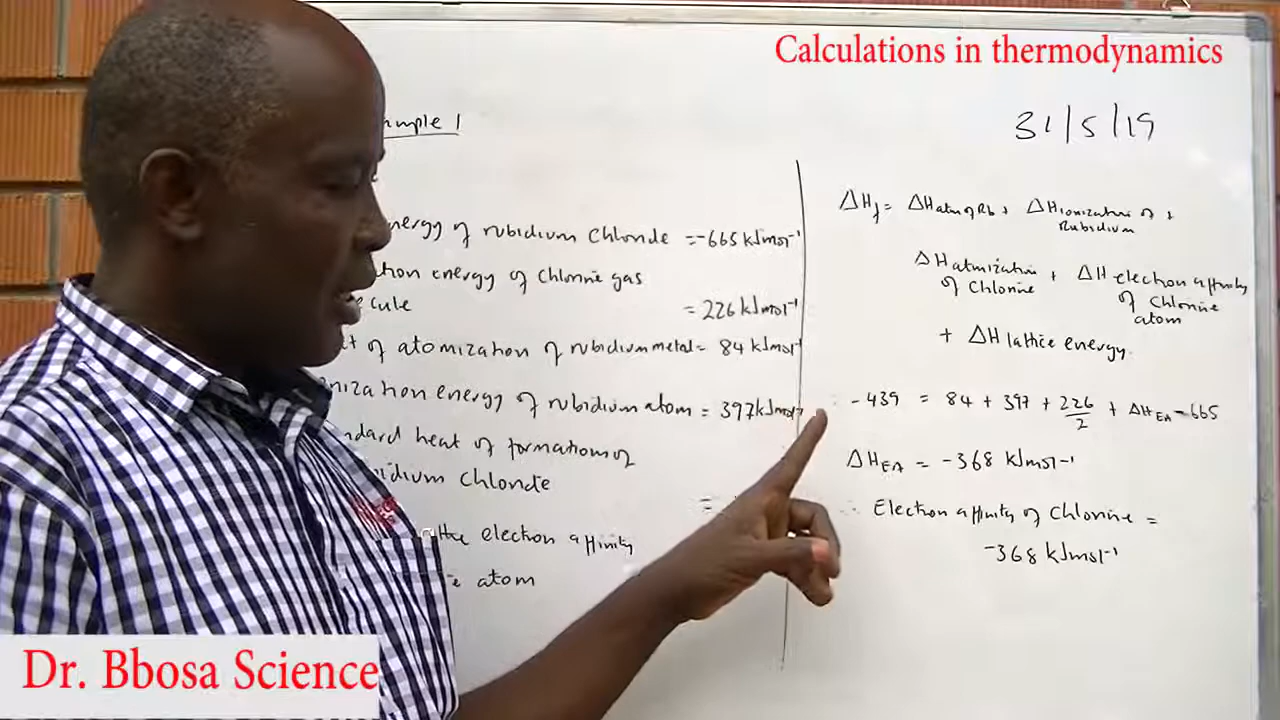 Calculations in thermodynamics
31/5/19
mple 1
nergy of rubidium Chloride = -665 kJmol⁻¹
tion energy of Chlorine gas
cule = 226 kJmol⁻¹
t of atomization of rubidium metal = 84 kJmol⁻¹
nization energy of rubidium atom = 397kJmol⁻¹
ndard heat of formation of
idium Chloride =
the electron affinity
e atom
ΔHf = ΔHatm of Rb + ΔHionization of +
Rubidium
ΔHatmization + ΔH electron affinity
of Chlorine of Chlorine
atom
+ ΔH lattice energy.
-439 = 84 + 397 + 226/2 + ΔHEA - 665
ΔHEA = -368 kJmol⁻¹
∴ Electron affinity of Chlorine =
-368 kJmol⁻¹
Dr. Bbosa Science